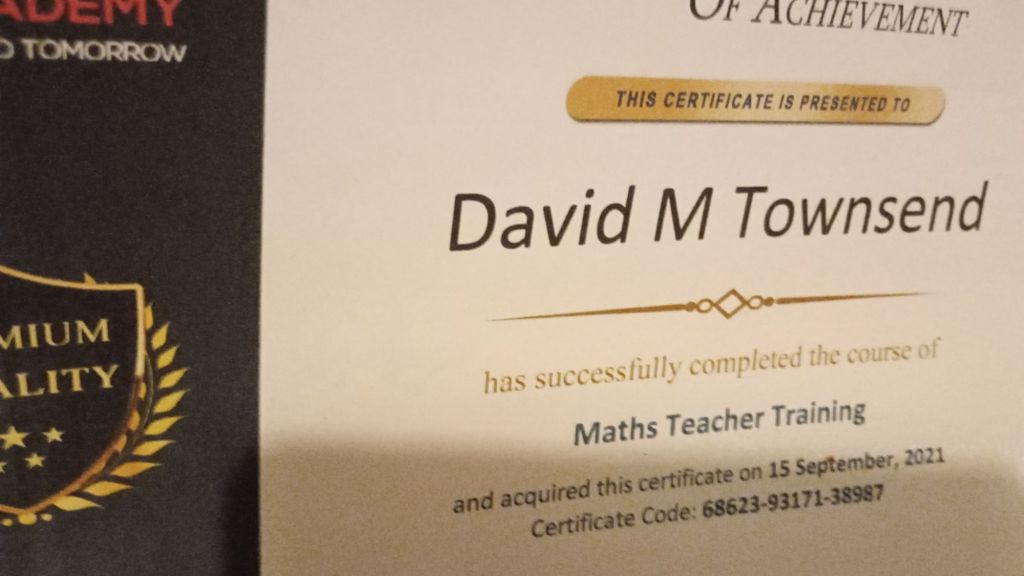 ADEMY
TOMORROW
MIUM
ALITY
OF ACHIEVEMENT
THIS CERTIFICATE IS PRESENTED TO
David M Townsend
has successfully completed the course of
Maths Teacher Training
and acquired this certificate on 15 September, 2021
Certificate Code: 68623-93171-38987